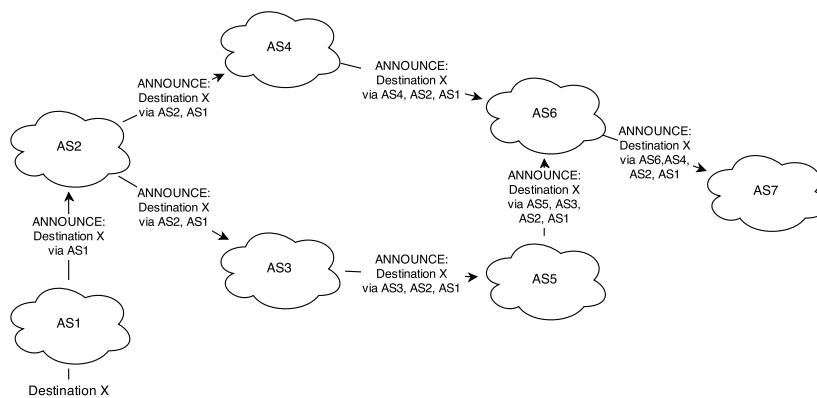 AS4
ANNOUNCE:
Destination X
via AS4, AS2, AS1
ANNOUNCE:
Destination X
via AS2, AS1
AS6
ANNOUNCE:
Destination X
via AS6,AS4,
AS2, AS1
AS2
AS7
ANNOUNCE:
Destination X
via AS5, AS3,
AS2, AS1
ANNOUNCE:
Destination X
via AS2, AS1
ANNOUNCE:
Destination X
via AS1
AS3
ANNOUNCE:
Destination X
via AS3, AS2, AS1
AS5
AS1
Destination X